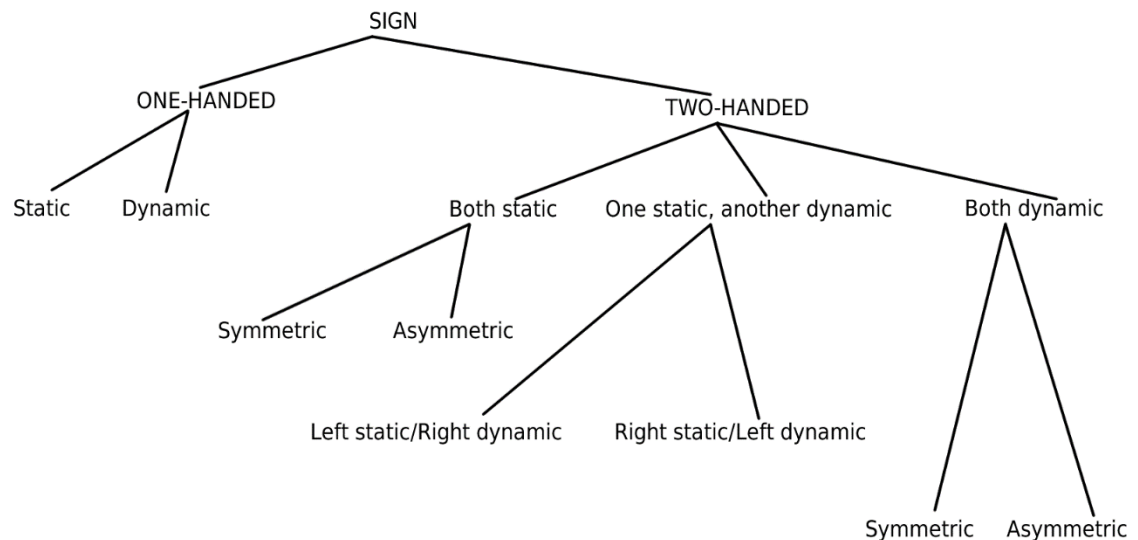 SIGN
ONE-HANDED
TWO-HANDED
Static
Dynamic
Both static
One static, another dynamic
Both dynamic
Symmetric
Asymmetric
Left static/Right dynamic
Right static/Left dynamic
Symmetric
Asymmetric